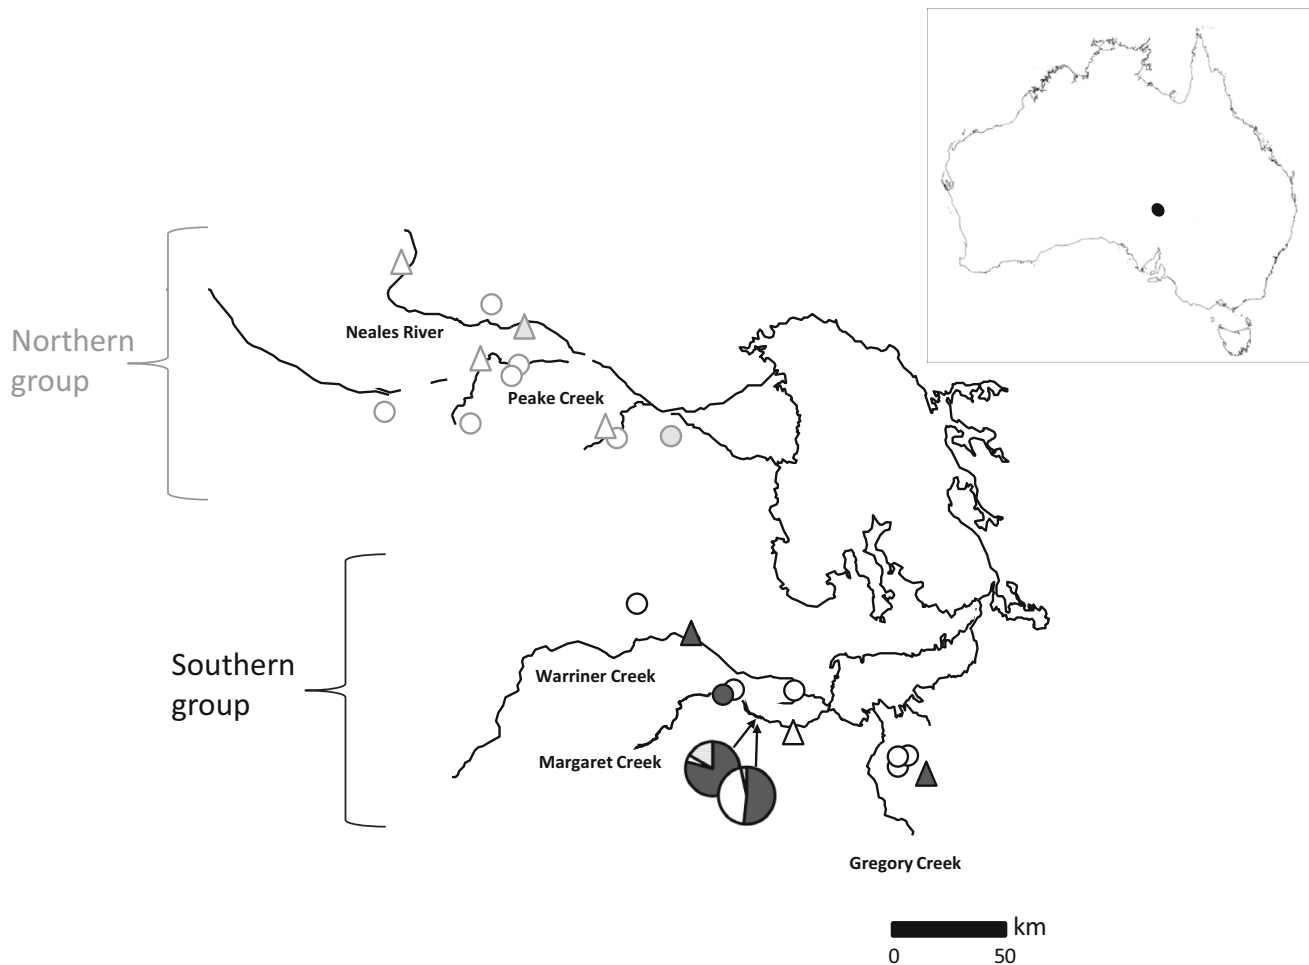 Northern
group
Neales River
Peake Creek
Southern
group
Warriner Creek
Margaret Creek
Gregory Creek
km
0 50